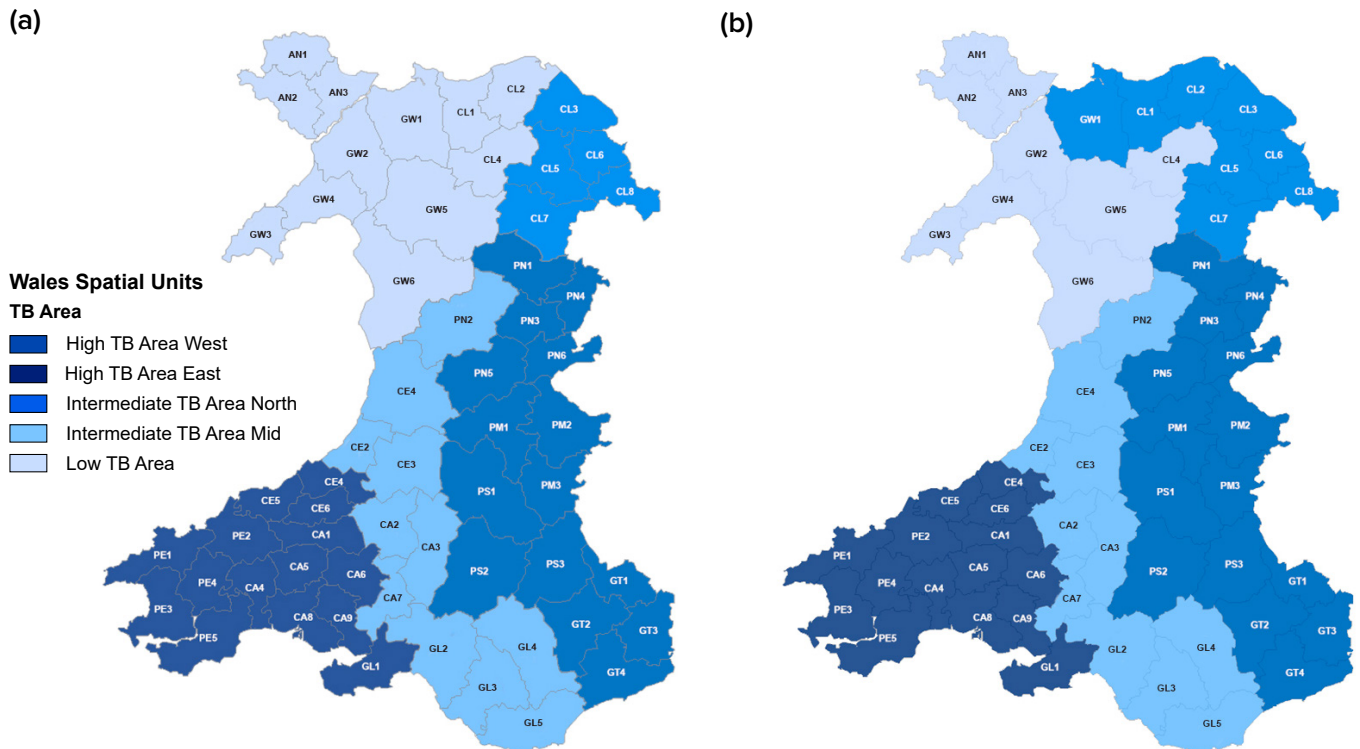 (a)
(b)
AN1
AN2
AN3
GW1
CL1
CL2
CL3
GW2
CL4
CL5
CL6
CL8
GW4
GW5
CL7
GW3
GW6
PN1
PN4
PN2
PN3
PN6
PN5
CE4
PM1
PM2
CE2
CE3
CE4
PS1
PM3
CE5
CE6
CA2
PE1
PE2
CA1
CA3
CA5
CA6
PS2
PS3
GT1
PE4
CA4
CA7
PE3
CA8
CA9
GT2
GT3
PE5
GL1
GL2
GL4
GT4
GL3
GL5
Wales Spatial Units
TB Area
High TB Area West
High TB Area East
Intermediate TB Area North
Intermediate TB Area Mid
Low TB Area
AN1
AN2
AN3
GW1
CL1
CL2
CL3
GW2
CL4
CL5
CL6
CL8
GW4
GW5
CL7
GW3
GW6
PN1
PN4
PN2
PN3
PN6
PN5
CE4
PM1
PM2
CE2
CE3
CE4
PS1
PM3
CE5
CE6
CA2
PE1
PE2
CA1
CA3
CA5
CA6
PS2
PS3
GT1
PE4
CA4
CA7
PE3
CA8
CA9
GT2
GT3
PE5
GL1
GL2
GL4
GT4
GL3
GL5